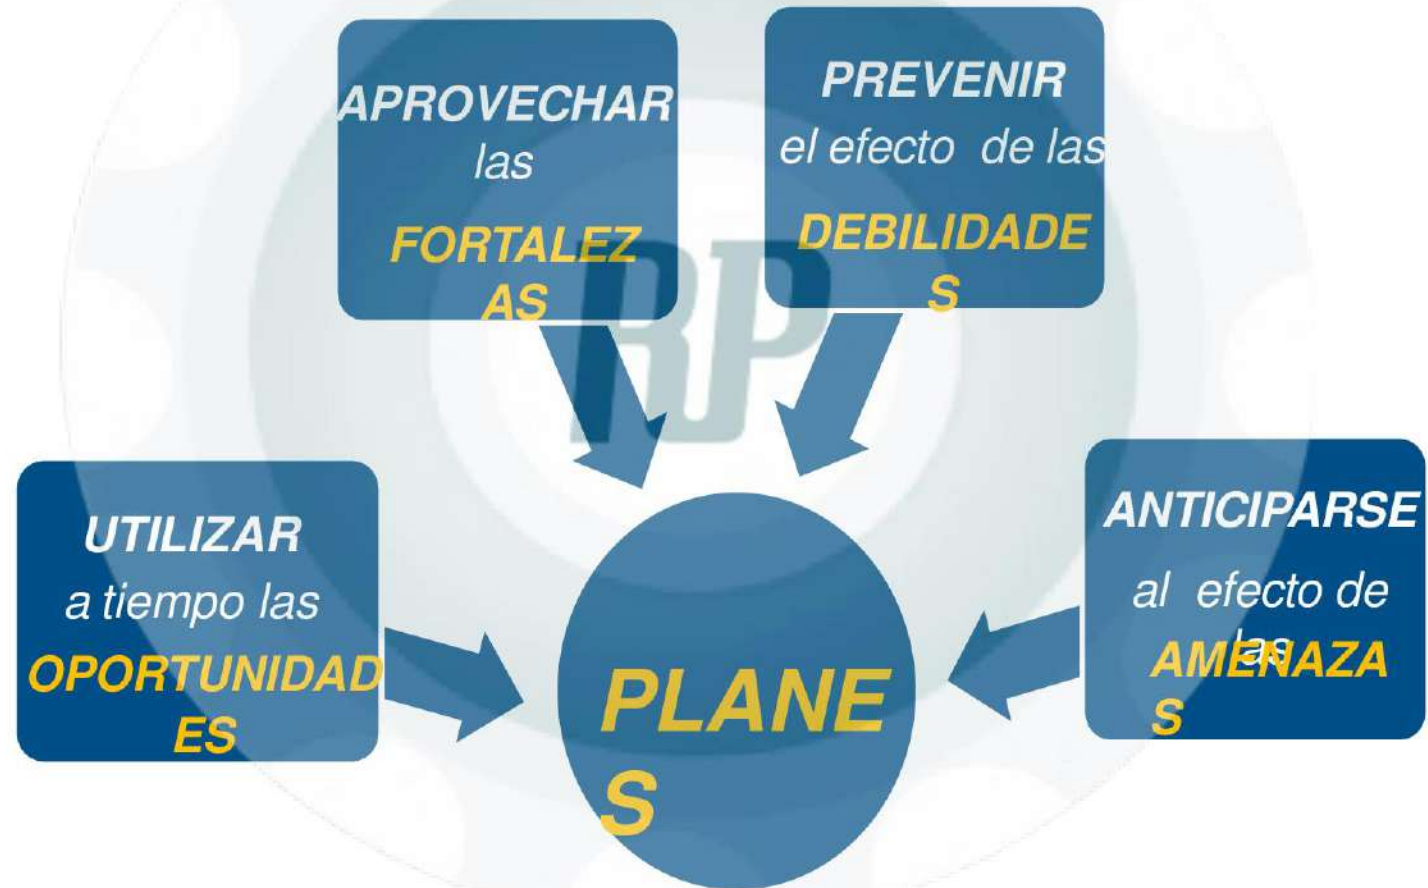 APROVECHAR
las
FORTALEZ
AS
PREVENIR
el efecto de las
DEBILIDADE
S
UTILIZAR
a tiempo las
OPORTUNIDAD
ES
ANTICIPARSE
al efecto de
las
AMENAZA
S
PLANE
S
RJP